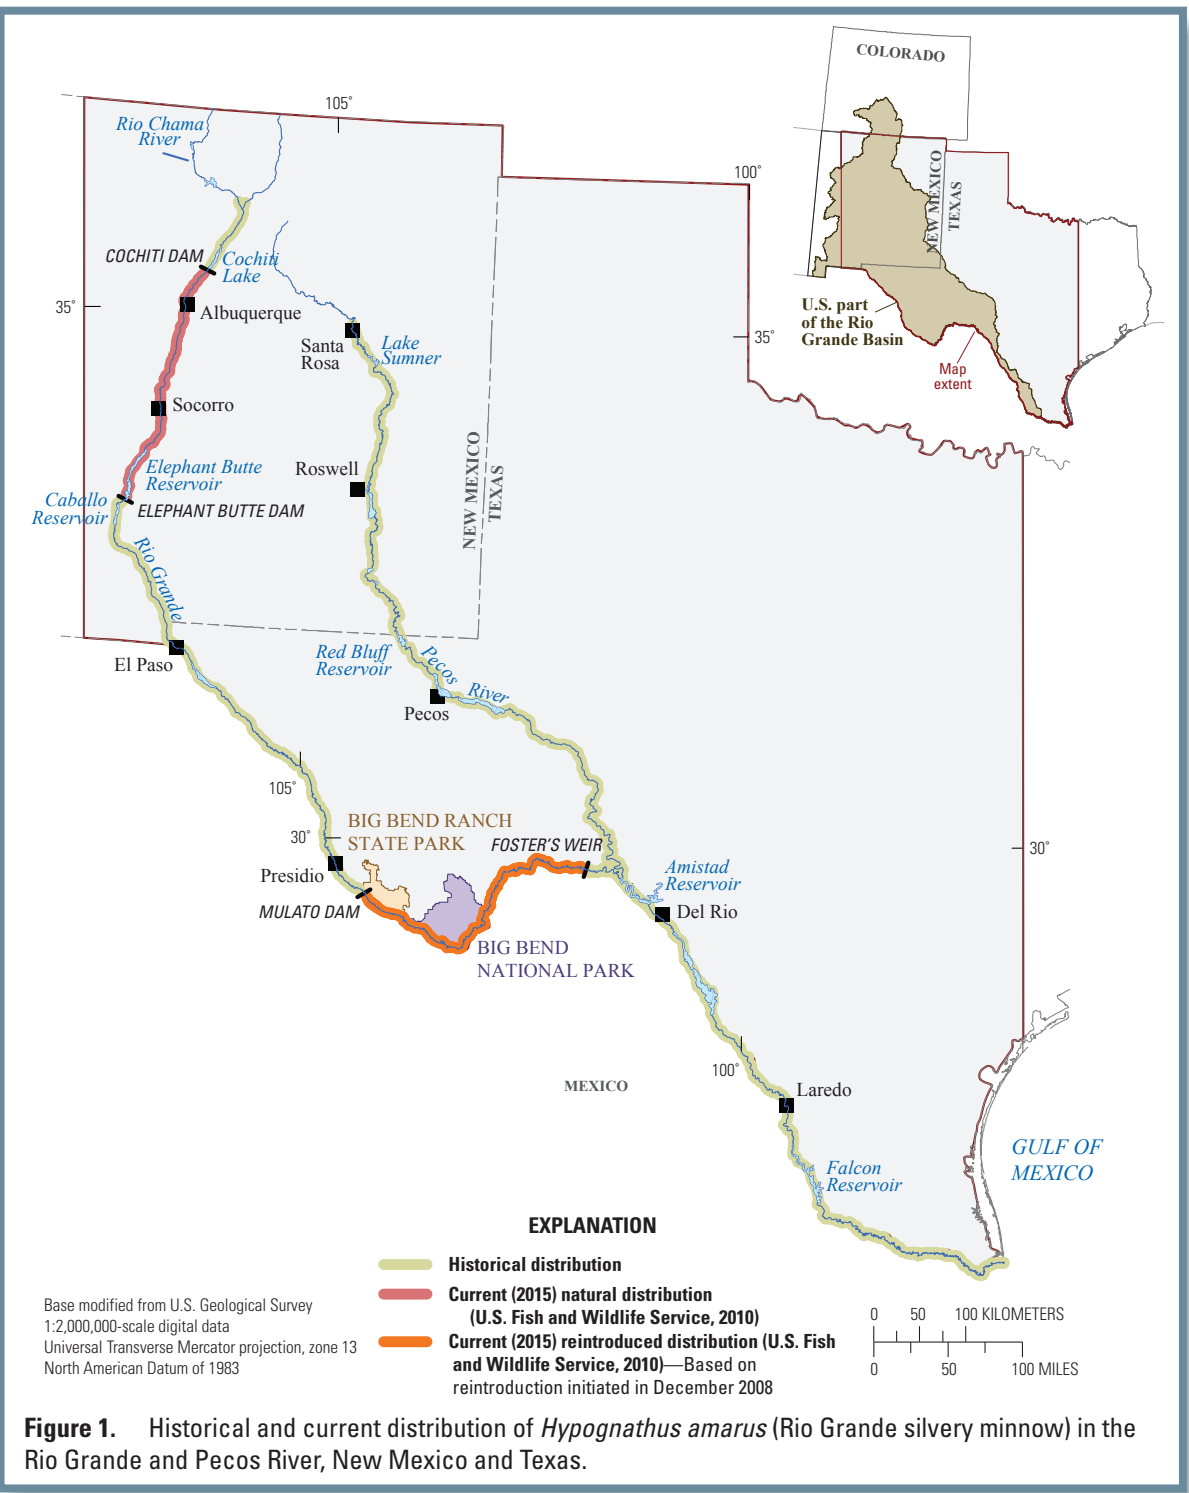 COLORADO
NEW MEXICO
TEXAS
U.S. part
of the Rio
Grande Basin
Map
extent
105°
100°
Rio Chama
River
COCHITI DAM
Cochiti
Lake
35°
Albuquerque
Santa
Rosa
Lake
Sumner
35°
Socorro
Roswell
NEW MEXICO
TEXAS
Elephant Butte
Reservoir
Caballo
Reservoir
ELEPHANT BUTTE DAM
Rio Grande
El Paso
Red Bluff
Reservoir
Pecos River
Pecos
105°
30°
BIG BEND RANCH
STATE PARK
FOSTER'S WEIR
30°
Presidio
MULATO DAM
Amistad
Reservoir
Del Rio
BIG BEND
NATIONAL PARK
100°
MEXICO
Laredo
GULF OF
MEXICO
Falcon
Reservoir
EXPLANATION
Historical distribution
Current (2015) natural distribution
(U.S. Fish and Wildlife Service, 2010)
Current (2015) reintroduced distribution (U.S. Fish
and Wildlife Service, 2010)—Based on
reintroduction initiated in December 2008
Base modified from U.S. Geological Survey
1:2,000,000-scale digital data
Universal Transverse Mercator projection, zone 13
North American Datum of 1983
0 50 100 KILOMETERS
0 50 100 MILES
Figure 1. Historical and current distribution of Hypognathus amarus (Rio Grande silvery minnow) in the
Rio Grande and Pecos River, New Mexico and Texas.